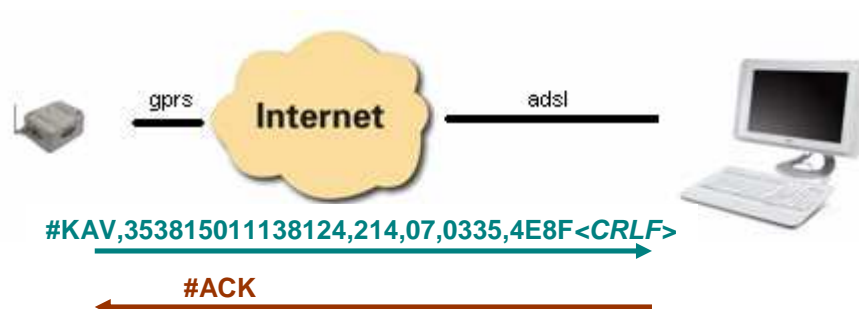 gprs
Internet
adsl
#KAV,353815011138124,214,07,0335,4E8F<CRLF>
#ACK